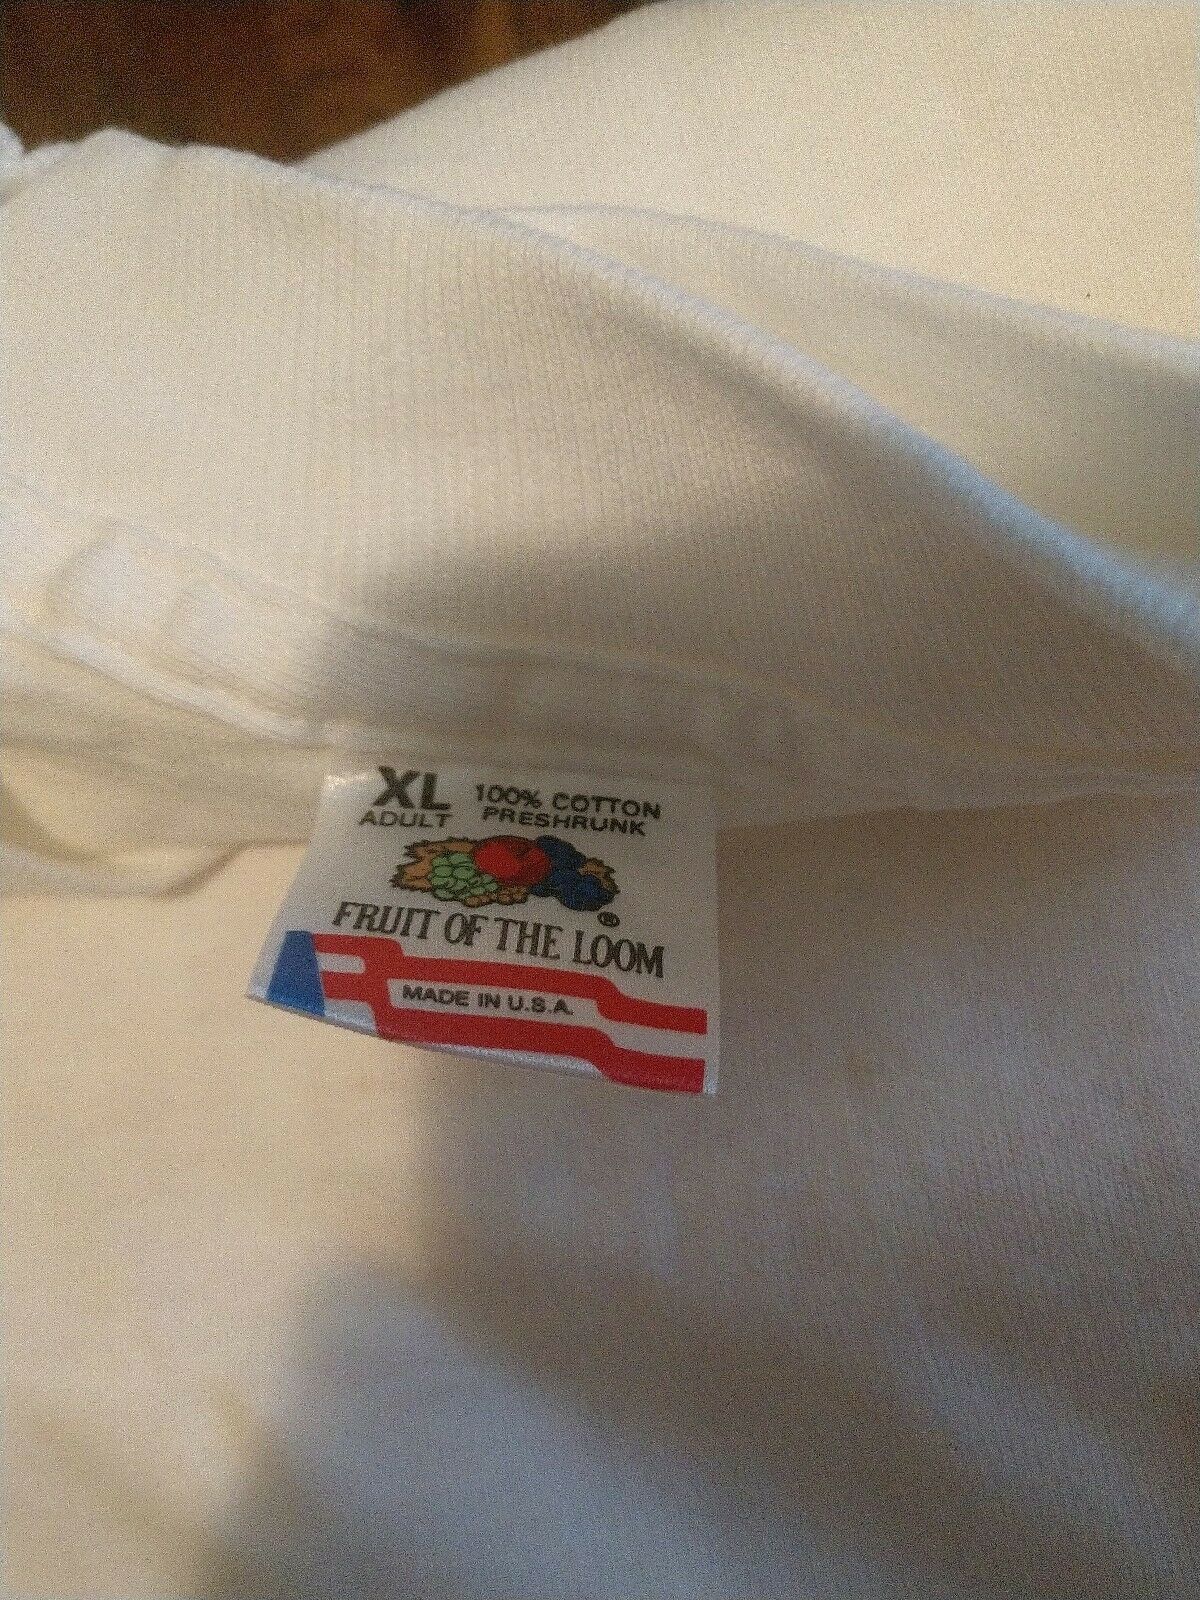 XL 100% COTTON
ADULT PRESHRUNK
®
FRUIT OF THE LOOM
MADE IN U.S.A.